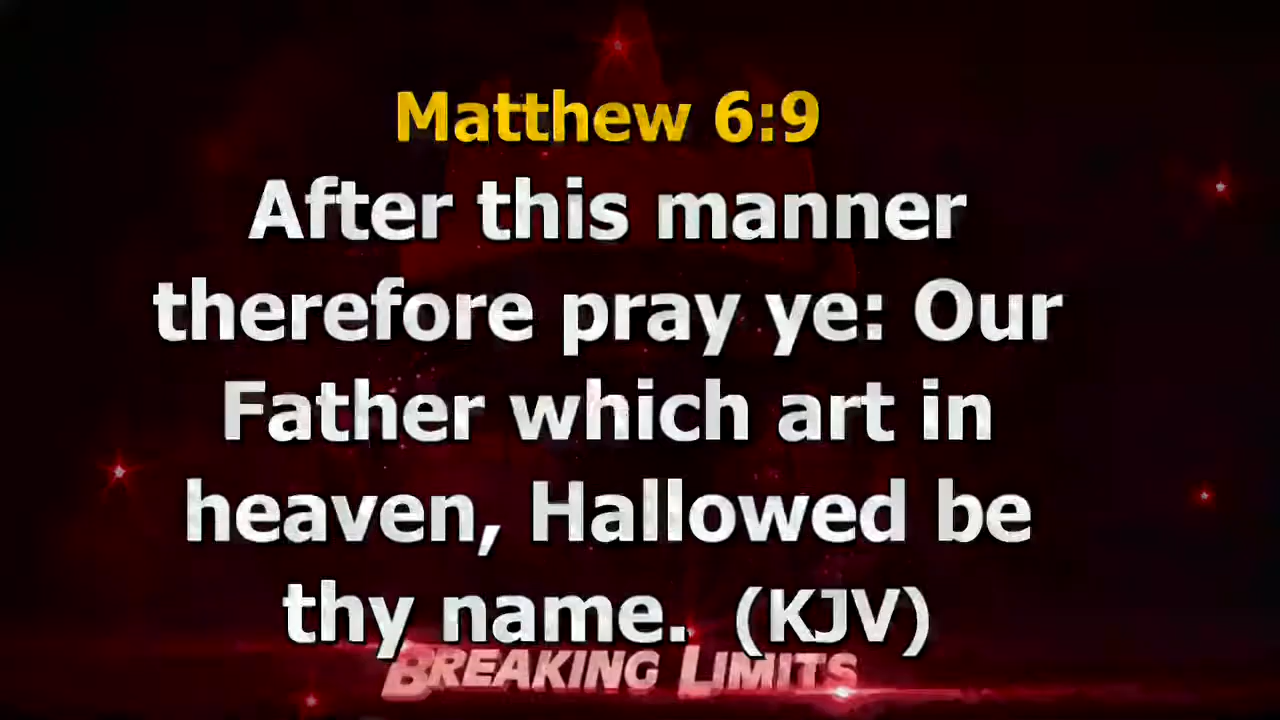 Matthew 6:9
After this manner
therefore pray ye: Our
Father which art in
heaven, Hallowed be
thy name. (KJV)
BREAKING LIMITS